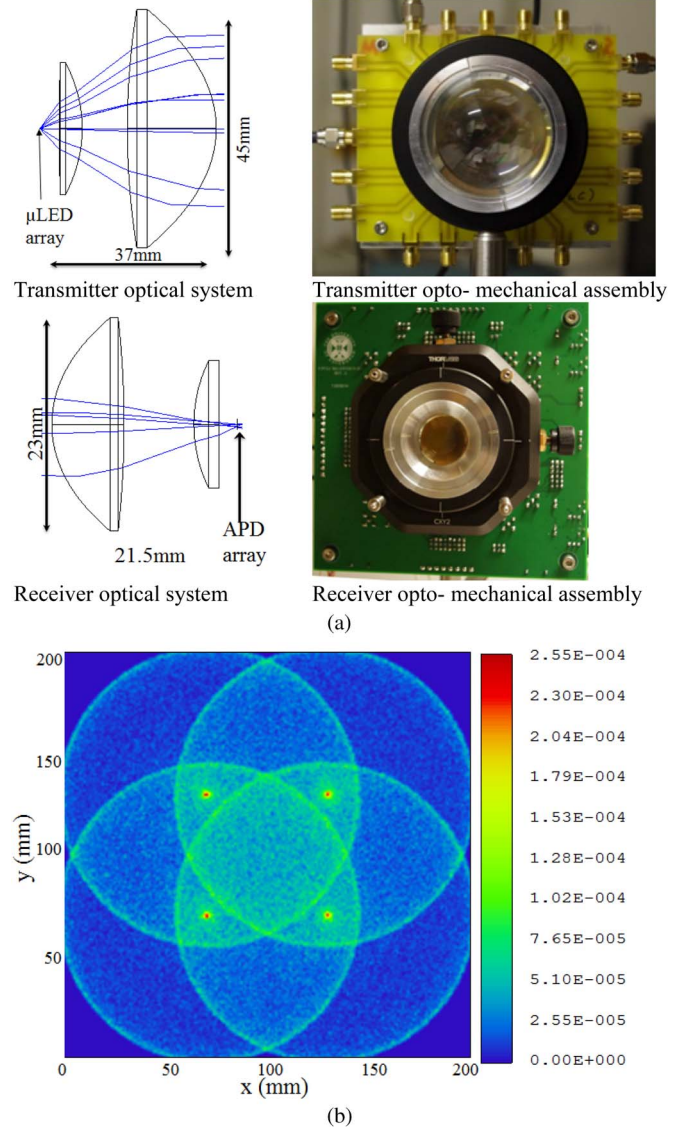 45mm
µLED
array
37mm
Transmitter optical system
Transmitter opto- mechanical assembly
23mm
21.5mm
APD
array
THORLABS
CXY2
Receiver optical system
Receiver opto- mechanical assembly
(a)
200
150
100
50
y (mm)
0
50
100
150
200
x (mm)
2.55E-004
2.30E-004
2.04E-004
1.79E-004
1.53E-004
1.28E-004
1.02E-004
7.65E-005
5.10E-005
2.55E-005
0.00E+000
(b)